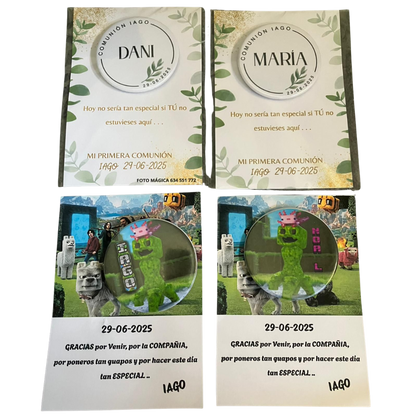 COMUNIÓN IAGO
DANI
29-06-2025
Hoy no sería tan especial si TÚ no
estuvieses aquí . . .
MI PRIMERA COMUNIÓN
IAGO 29-06-2025
FOTO MÁGICA 634 551 772
COMUNIÓN IAGO
MARÍA
29-06-2025
Hoy no sería tan especial si TÚ no
estuvieses aquí . . .
MI PRIMERA COMUNIÓN
IAGO 29-06-2025
IAGO
29-06-2025
GRACIAS por Venir, por la COMPAÑIA,
por poneros tan guapos y por hacer este día
tan ESPECIAL ..
IAGO
29-06-2025
GRACIAS por Venir, por la COMPAÑIA,
por poneros tan guapos y por hacer este día
tan ESPECIAL ..
IAGO